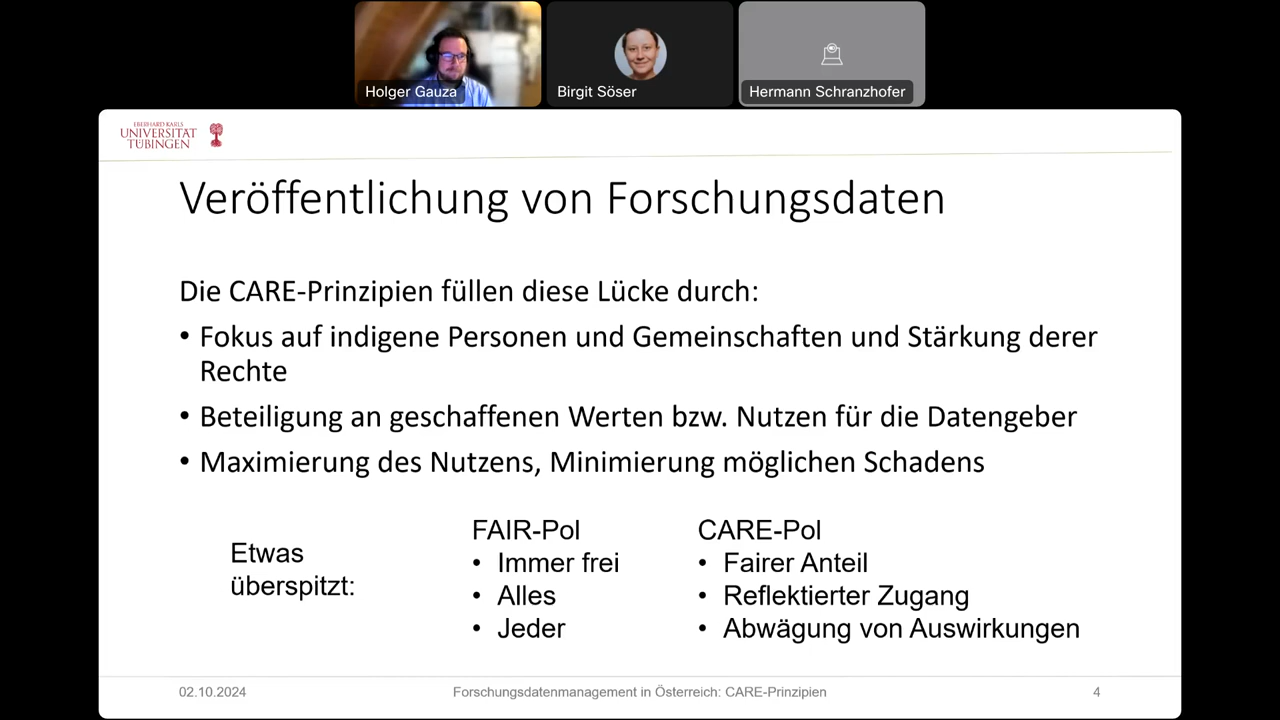 Holger Gauza
Birgit Söser
Hermann Schranzhofer
EBERHARD KARLS
UNIVERSITÄT
TÜBINGEN
Veröffentlichung von Forschungsdaten
Die CARE-Prinzipien füllen diese Lücke durch:
• Fokus auf indigene Personen und Gemeinschaften und Stärkung derer
Rechte
• Beteiligung an geschaffenen Werten bzw. Nutzen für die Datengeber
• Maximierung des Nutzens, Minimierung möglichen Schadens
Etwas
überspitzt:
FAIR-Pol
• Immer frei
• Alles
• Jeder
CARE-Pol
• Fairer Anteil
• Reflektierter Zugang
• Abwägung von Auswirkungen
02.10.2024
Forschungsdatenmanagement in Österreich: CARE-Prinzipien
4